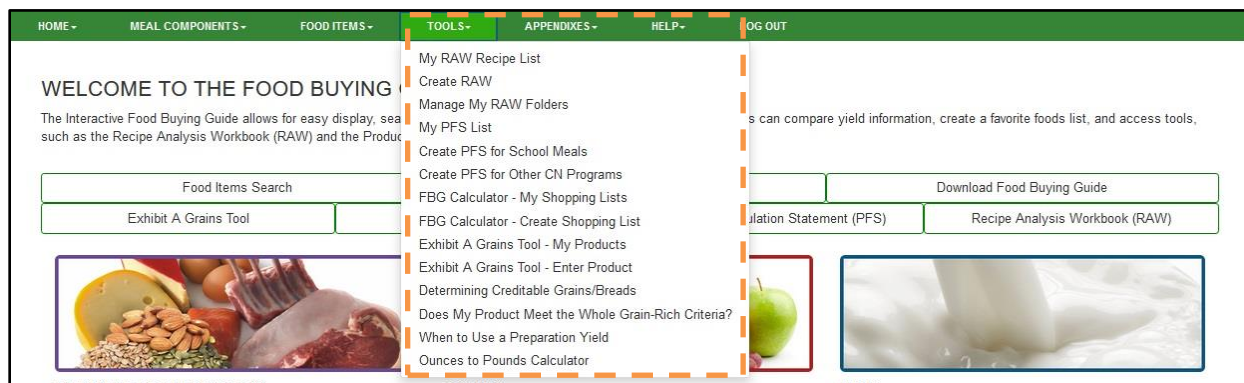 HOME
MEAL COMPONENTS
FOOD ITEMS
TOOLS
APPENDIXES
HELP
OG OUT
My RAW Recipe List
Create RAW
Manage My RAW Folders
My PFS List
Create PFS for School Meals
Create PFS for Other CN Programs
FBG Calculator - My Shopping Lists
FBG Calculator - Create Shopping List
Exhibit A Grains Tool - My Products
Exhibit A Grains Tool - Enter Product
Determining Creditable Grains/Breads
Does My Product Meet the Whole Grain-Rich Criteria?
When to Use a Preparation Yield
Ounces to Pounds Calculator
WELCOME TO THE FOOD BUYING
The Interactive Food Buying Guide allows for easy display, sea s can compare yield information, create a favorite foods list, and access tools,
such as the Recipe Analysis Workbook (RAW) and the Produc
Food Items Search
Download Food Buying Guide
Exhibit A Grains Tool
ulation Statement (PFS)
Recipe Analysis Workbook (RAW)